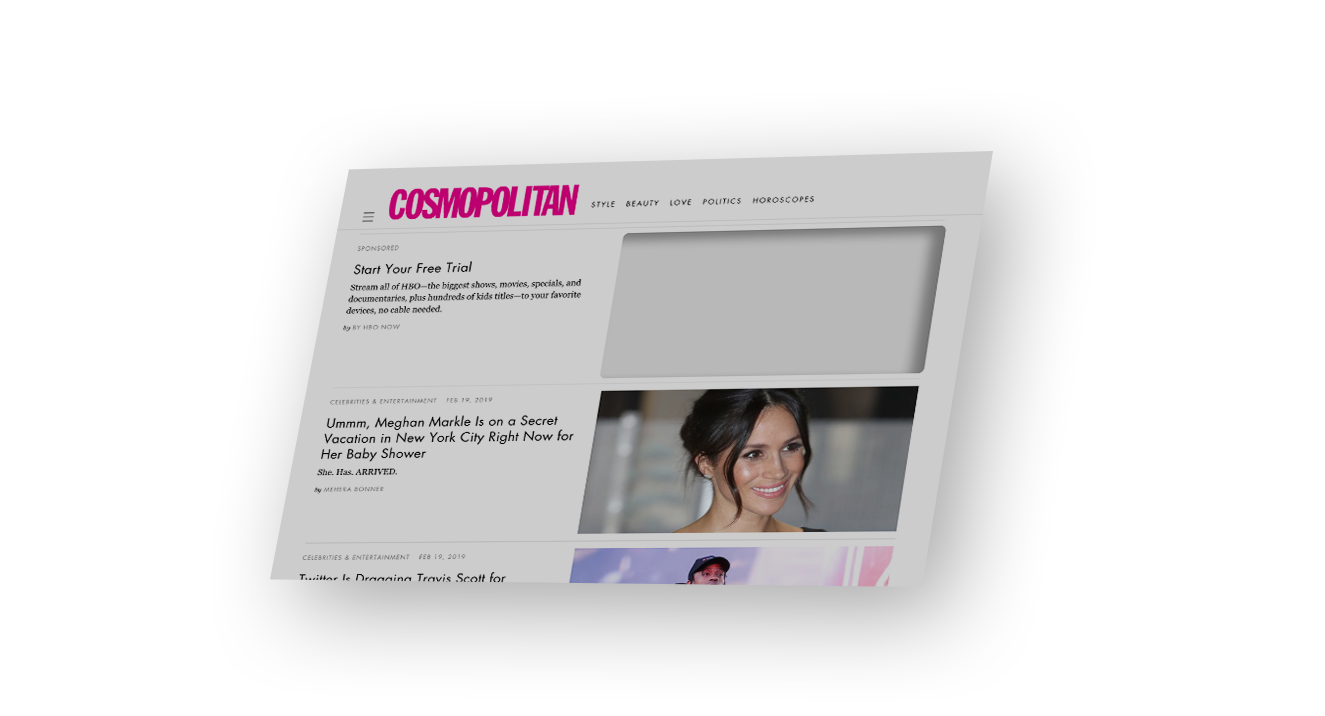 COSMOPOLITAN
STYLE BEAUTY LOVE POLITICS HOROSCOPES
SPONSORED
Start Your Free Trial
Stream all of HBO—the biggest shows, movies, specials, and
documentaries, plus hundreds of kids titles—to your favorite
devices, no cable needed.
by BY HBO NOW
CELEBRITIES & ENTERTAINMENT FEB 19, 2019
Ummm, Meghan Markle Is on a Secret
Vacation in New York City Right Now for
Her Baby Shower
She. Has. ARRIVED.
by MEHERA BONNER
CELEBRITIES & ENTERTAINMENT FEB 19, 2019
Twitter Is Dragging Travis Scott for